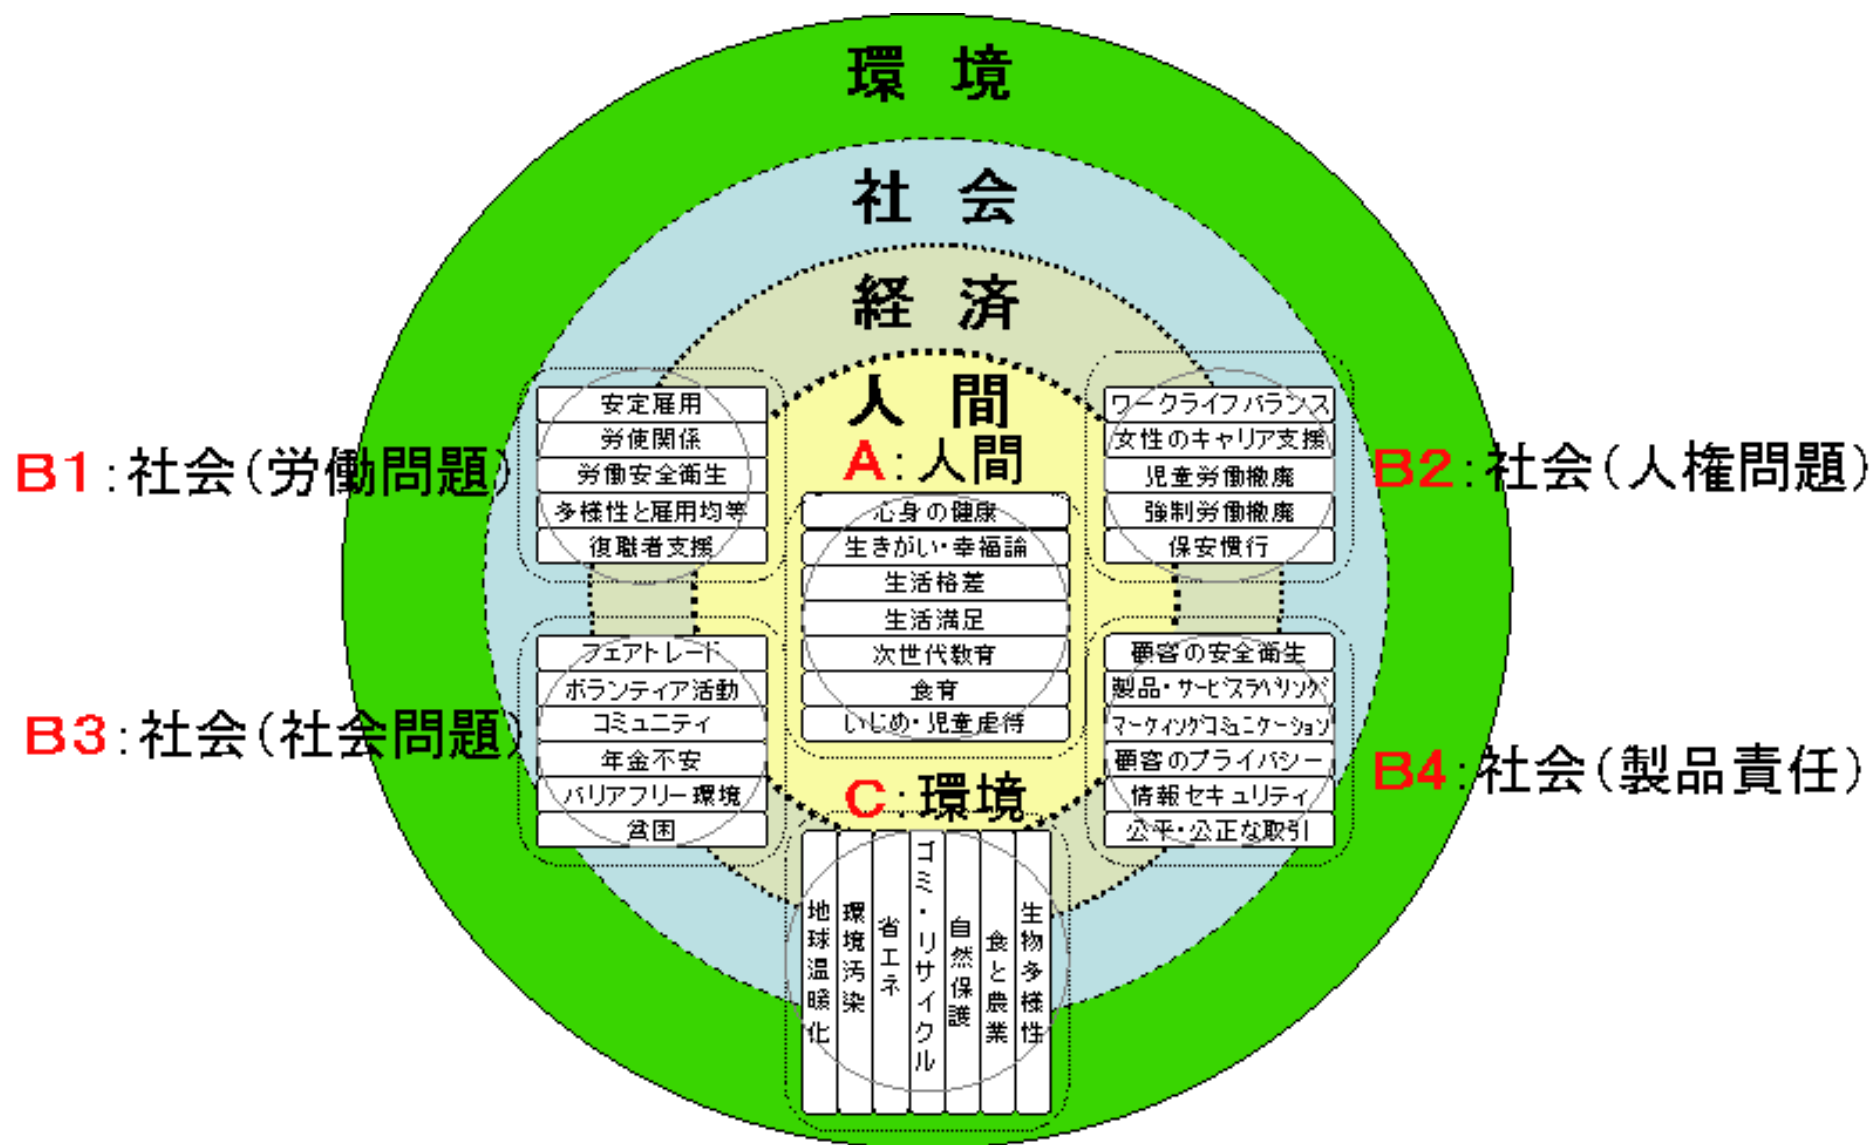 環 境
社 会
経 済
人 間
A:人間
心身の健康
生きがい・幸福論
生活格差
生活満足
次世代教育
食育
いじめ・児童虐待
B1:社会(労働問題)
安定雇用
労使関係
労働安全衛生
多様性と雇用均等
復職者支援
B2:社会(人権問題)
ワークライフバランス
女性のキャリア支援
児童労働撤廃
強制労働撤廃
保安慣行
B3:社会(社会問題)
フェアトレード
ボランティア活動
コミュニティ
年金不安
バリアフリー環境
貧困
B4:社会(製品責任)
顧客の安全衛生
製品・サービスラベリング
マーケティングコミュニケーション
顧客のプライバシー
情報セキュリティ
公平・公正な取引
C:環境
地球温暖化
環境汚染
省エネ
ゴミ・リサイクル
自然保護
食と農業
生物多様性